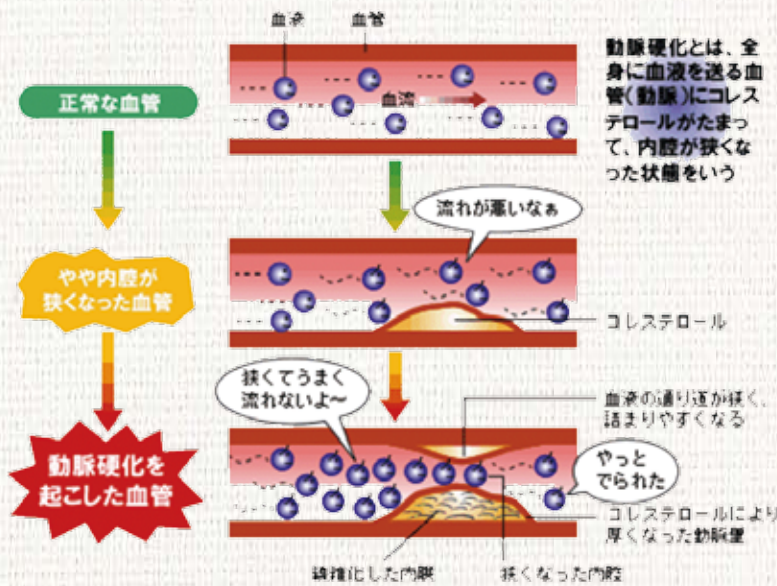 血液
血管
正常な血管
血流
動脈硬化とは、全
身に血液を送る血
管(動脈)にコレス
テロールがたまっ
て、内腔が狭くな
った状態をいう
流れが悪いなぁ
やや内腔が
狭くなった血管
コレステロール
狭くてうまく
流れないよ〜
血液の通り道が狭く、
詰まりやすくなる
動脈硬化を
起こした血管
やっと
でられた
コレステロールにより
厚くなった動脈壁
線維化した内膜
狭くなった内腔